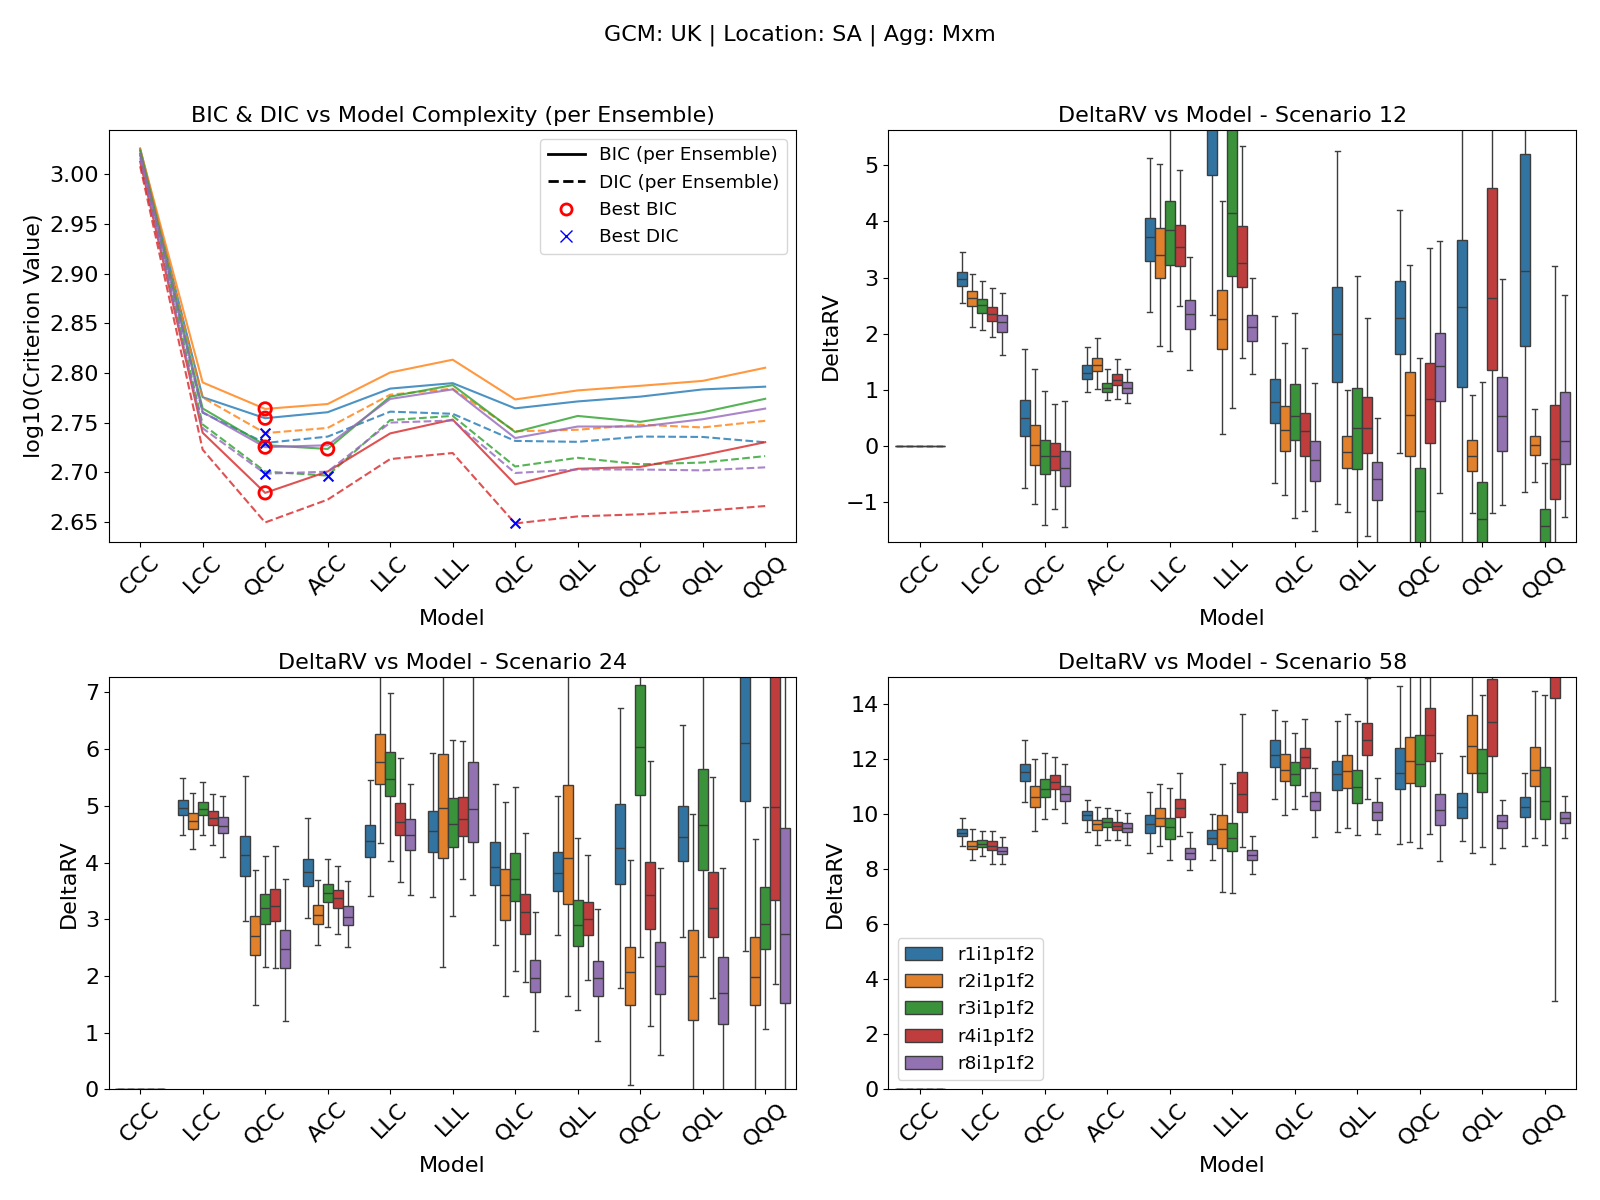 GCM: UK | Location: SA | Agg: Mxm
BIC & DIC vs Model Complexity (per Ensemble)
log10(Criterion Value)
3.00
2.95
2.90
2.85
2.80
2.75
2.70
2.65
BIC (per Ensemble)
DIC (per Ensemble)
Best BIC
Best DIC
CCC LCC QCC ACC LLC LLL QLC QLL QQC QQL QQQ
Model
DeltaRV vs Model - Scenario 12
DeltaRV
5
4
3
2
1
0
−1
CCC LCC QCC ACC LLC LLL QLC QLL QQC QQL QQQ
Model
DeltaRV vs Model - Scenario 24
DeltaRV
7
6
5
4
3
2
1
0
CCC LCC QCC ACC LLC LLL QLC QLL QQC QQL QQQ
Model
DeltaRV vs Model - Scenario 58
DeltaRV
14
12
10
8
6
4
2
0
r1i1p1f2
r2i1p1f2
r3i1p1f2
r4i1p1f2
r8i1p1f2
CCC LCC QCC ACC LLC LLL QLC QLL QQC QQL QQQ
Model